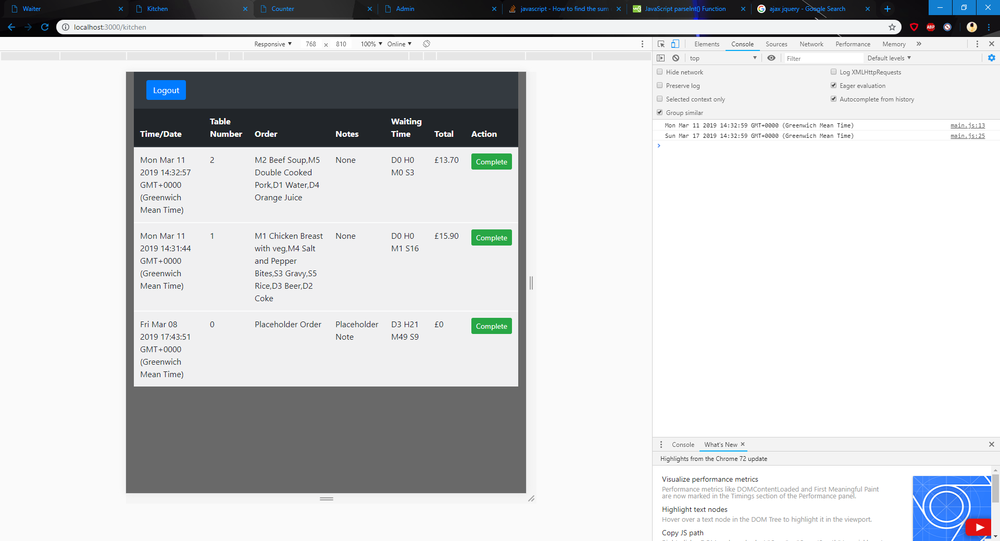 Waiter
Kitchen
Counter
Admin
javascript - How to find the sum
JavaScript parseInt() Function
ajax jquery - Google Search
localhost:3000/kitchen
ABP
Responsive 768 x 810 100% Online
Elements Console Sources Network Performance Memory
top Filter Default levels
Hide network Log XMLHttpRequests
Preserve log Eager evaluation
Selected context only Autocomplete from history
Group similar
Mon Mar 11 2019 14:32:59 GMT+0000 (Greenwich Mean Time) main.js:13
Sun Mar 17 2019 14:32:59 GMT+0000 (Greenwich Mean Time) main.js:25
Logout
Table Waiting
Time/Date Number Order Notes Time Total Action
Mon Mar 11 2 M2 Beef Soup,M5 None D0 H0 £13.70 Complete
2019 14:32:57 Double Cooked M0 S3
GMT+0000 Pork,D1 Water,D4
(Greenwich Orange Juice
Mean Time)
Mon Mar 11 1 M1 Chicken Breast None D0 H0 £15.90 Complete
2019 14:31:44 with veg,M4 Salt M1 S16
GMT+0000 and Pepper
(Greenwich Bites,S3 Gravy,S5
Mean Time) Rice,D3 Beer,D2
Coke
Fri Mar 08 0 Placeholder Order Placeholder D3 H21 £0 Complete
2019 17:43:51 Note M49 S9
GMT+0000
(Greenwich
Mean Time)
Console What's New
Highlights from the Chrome 72 update
Visualize performance metrics
Performance metrics like DOMContentLoaded and First Meaningful Paint
are now marked in the Timings section of the Performance panel.
Highlight text nodes
Hover over a text node in the DOM Tree to highlight it in the viewport.
Copy JS path